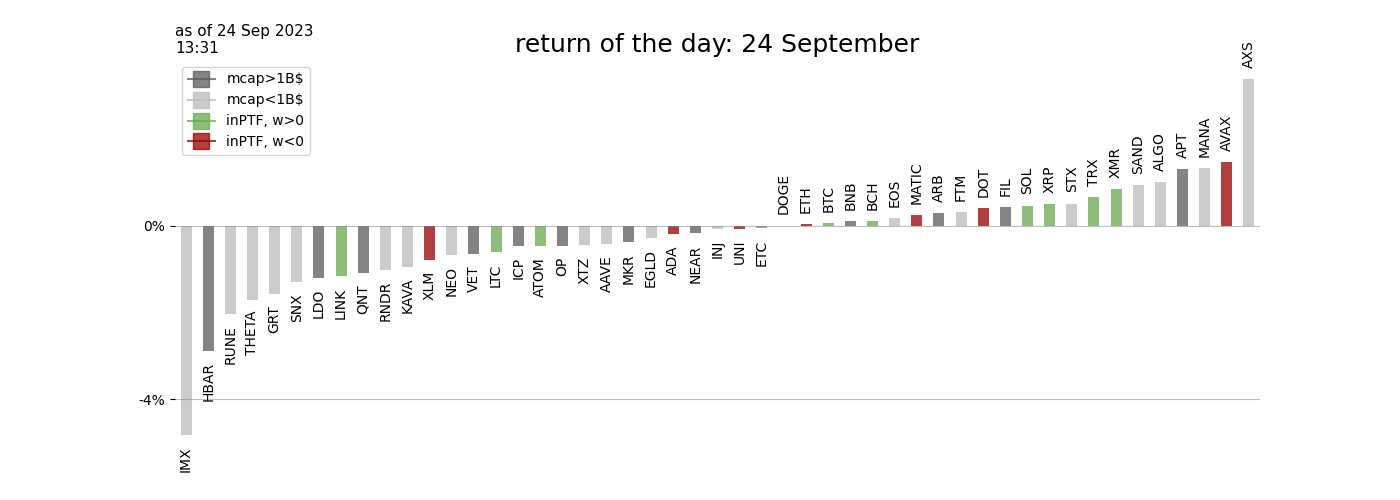 as of 24 Sep 2023
13:31
return of the day: 24 September
mcap>1B$
mcap<1B$
inPTF, w>0
inPTF, w<0
0%
-4%
IMX
HBAR
RUNE
THETA
GRT
SNX
LDO
LINK
QNT
RNDR
KAVA
XLM
NEO
VET
LTC
ICP
ATOM
OP
XTZ
AAVE
MKR
EGLD
ADA
NEAR
INJ
UNI
ETC
DOGE
ETH
BTC
BNB
BCH
EOS
MATIC
ARB
FTM
DOT
FIL
SOL
XRP
STX
TRX
XMR
SAND
ALGO
APT
MANA
AVAX
AXS